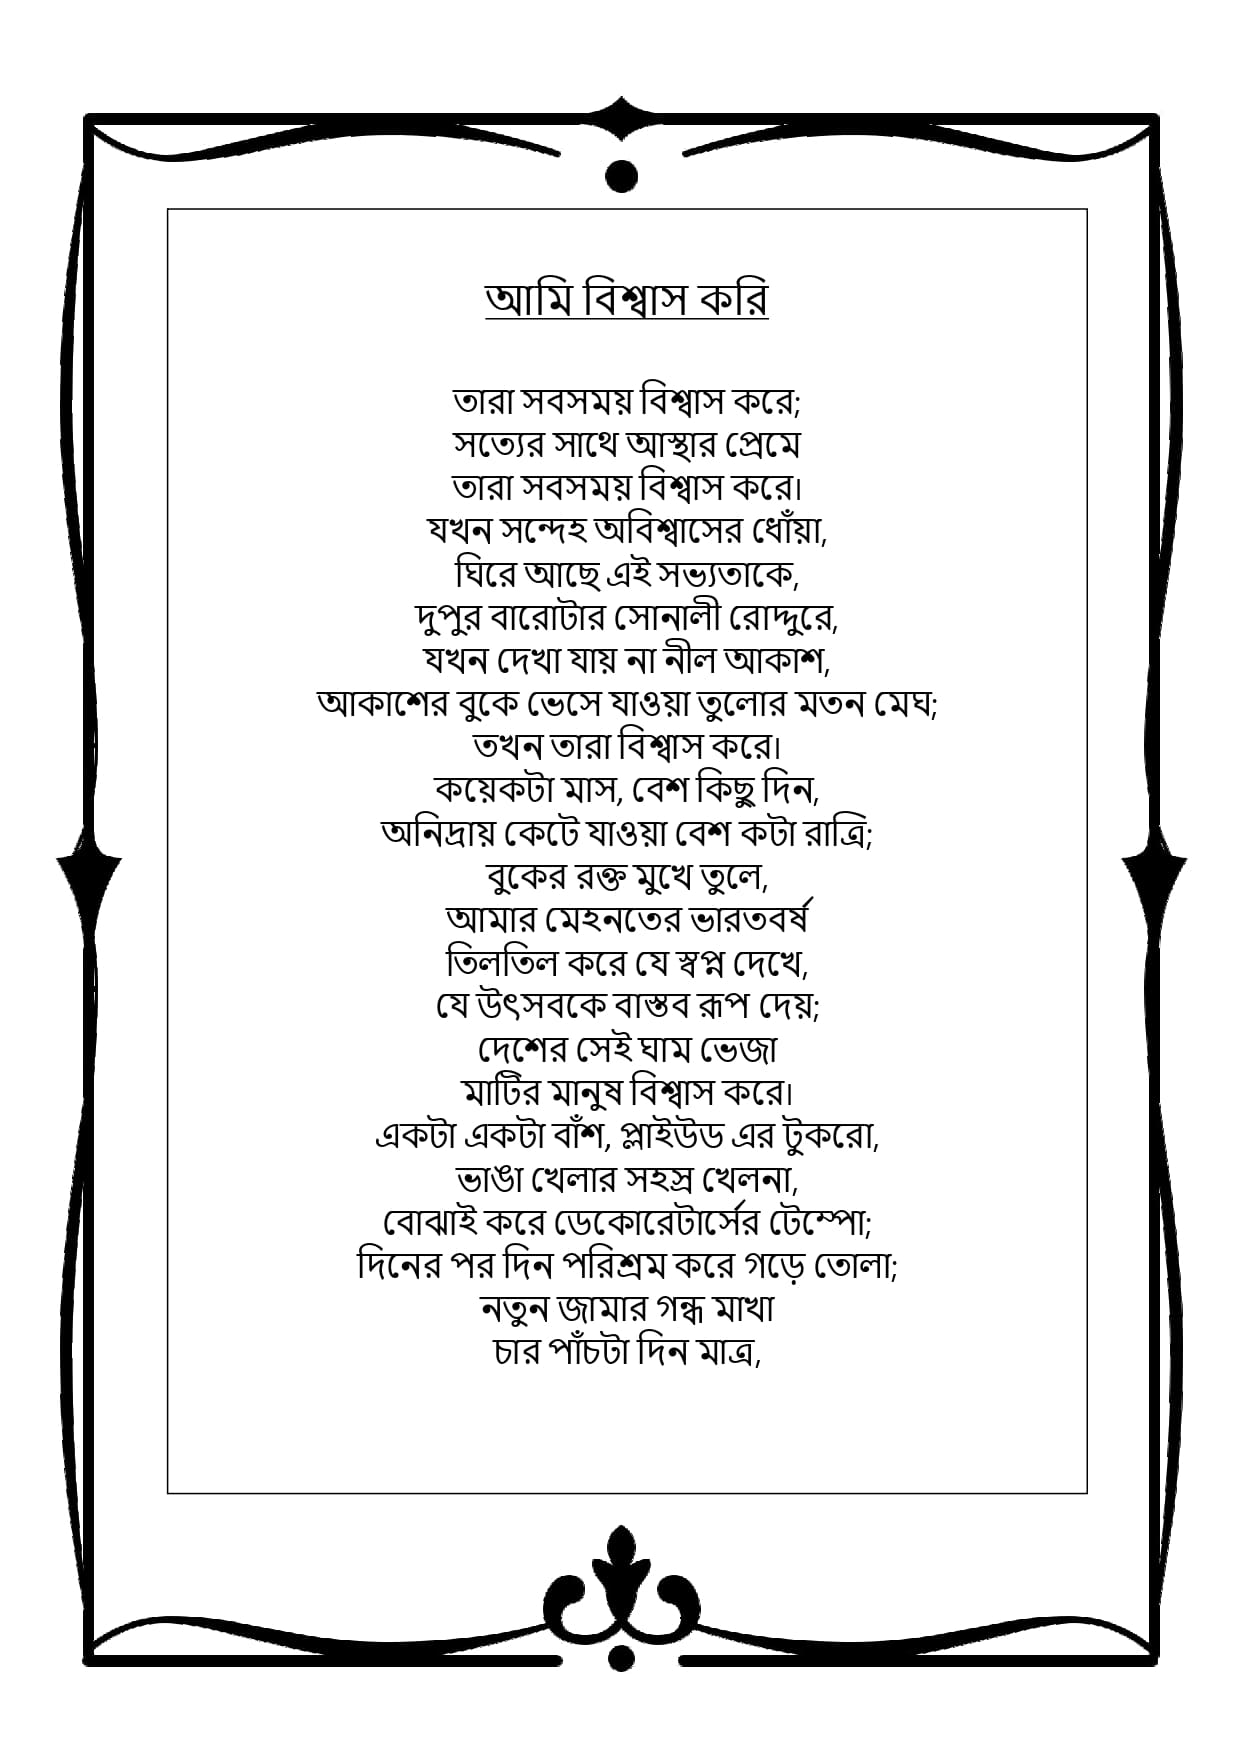 আমি বিশ্বাস করি
তারা সবসময় বিশ্বাস করে;
সত্যের সাথে আস্থার প্রেমে
তারা সবসময় বিশ্বাস করে।
যখন সন্দেহ অবিশ্বাসের ধোঁয়া,
ঘিরে আছে এই সভ্যতাকে,
দুপুর বারোটার সোনালী রোদ্দুরে,
যখন দেখা যায় না নীল আকাশ,
আকাশের বুকে ভেসে যাওয়া তুলোর মতন মেঘ;
তখন তারা বিশ্বাস করে।
কয়েকটা মাস, বেশ কিছু দিন,
অনিদ্রায় কেটে যাওয়া বেশ কটা রাত্রি;
বুকের রক্ত মুখে তুলে,
আমার মেহনতের ভারতবর্ষ
তিলতিল করে যে স্বপ্ন দেখে,
যে উৎসবকে বাস্তব রূপ দেয়;
দেশের সেই ঘাম ভেজা
মাটির মানুষ বিশ্বাস করে।
একটা একটা বাঁশ, প্লাইউড এর টুকরো,
ভাঙা খেলার সহস্র খেলনা,
বোঝাই করে ডেকোরেটার্সের টেম্পো;
দিনের পর দিন পরিশ্রম করে গড়ে তোলা;
নতুন জামার গন্ধ মাখা
চার পাঁচটা দিন মাত্র,